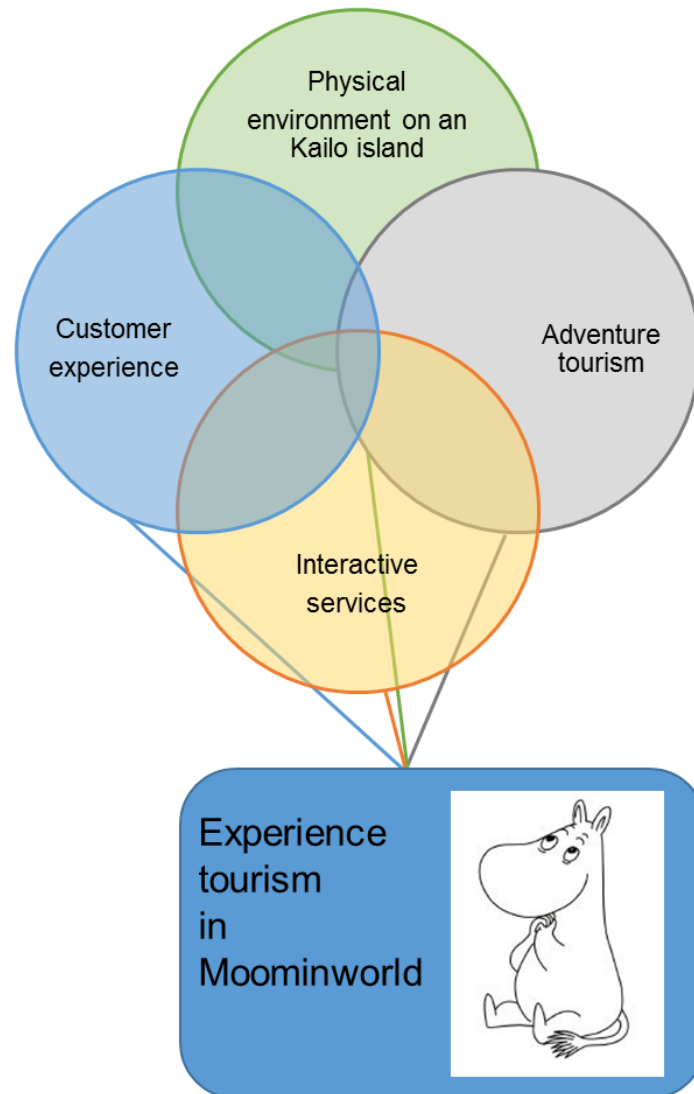 Physical
environment on an
Kailo island
Customer
experience
Adventure
tourism
Interactive
services
Experience
tourism
in
Moominworld